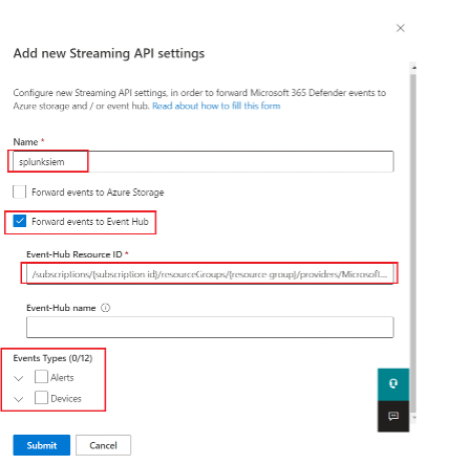 Add new Streaming API settings
Configure new Streaming API settings, in order to forward Microsoft 365 Defender events to
Azure storage and / or event hub. Read about how to fill this form
Name *
splunksiem
Forward events to Azure Storage
Forward events to Event Hub
Event-Hub Resource ID *
/subscriptions/[subscription id]/resourceGroups/[resource group]/providers/Microsoft...
Event-Hub name
Events Types (0/12)
Alerts
Devices
Submit Cancel